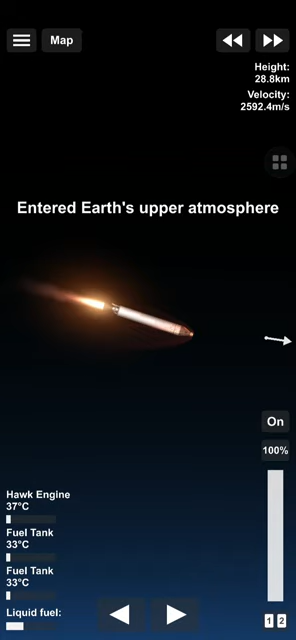 Map
Height:
28.8km
Velocity:
2592.4m/s
Entered Earth's upper atmosphere
On
100%
Hawk Engine
37°C
Fuel Tank
33°C
Fuel Tank
33°C
Liquid fuel:
1 2